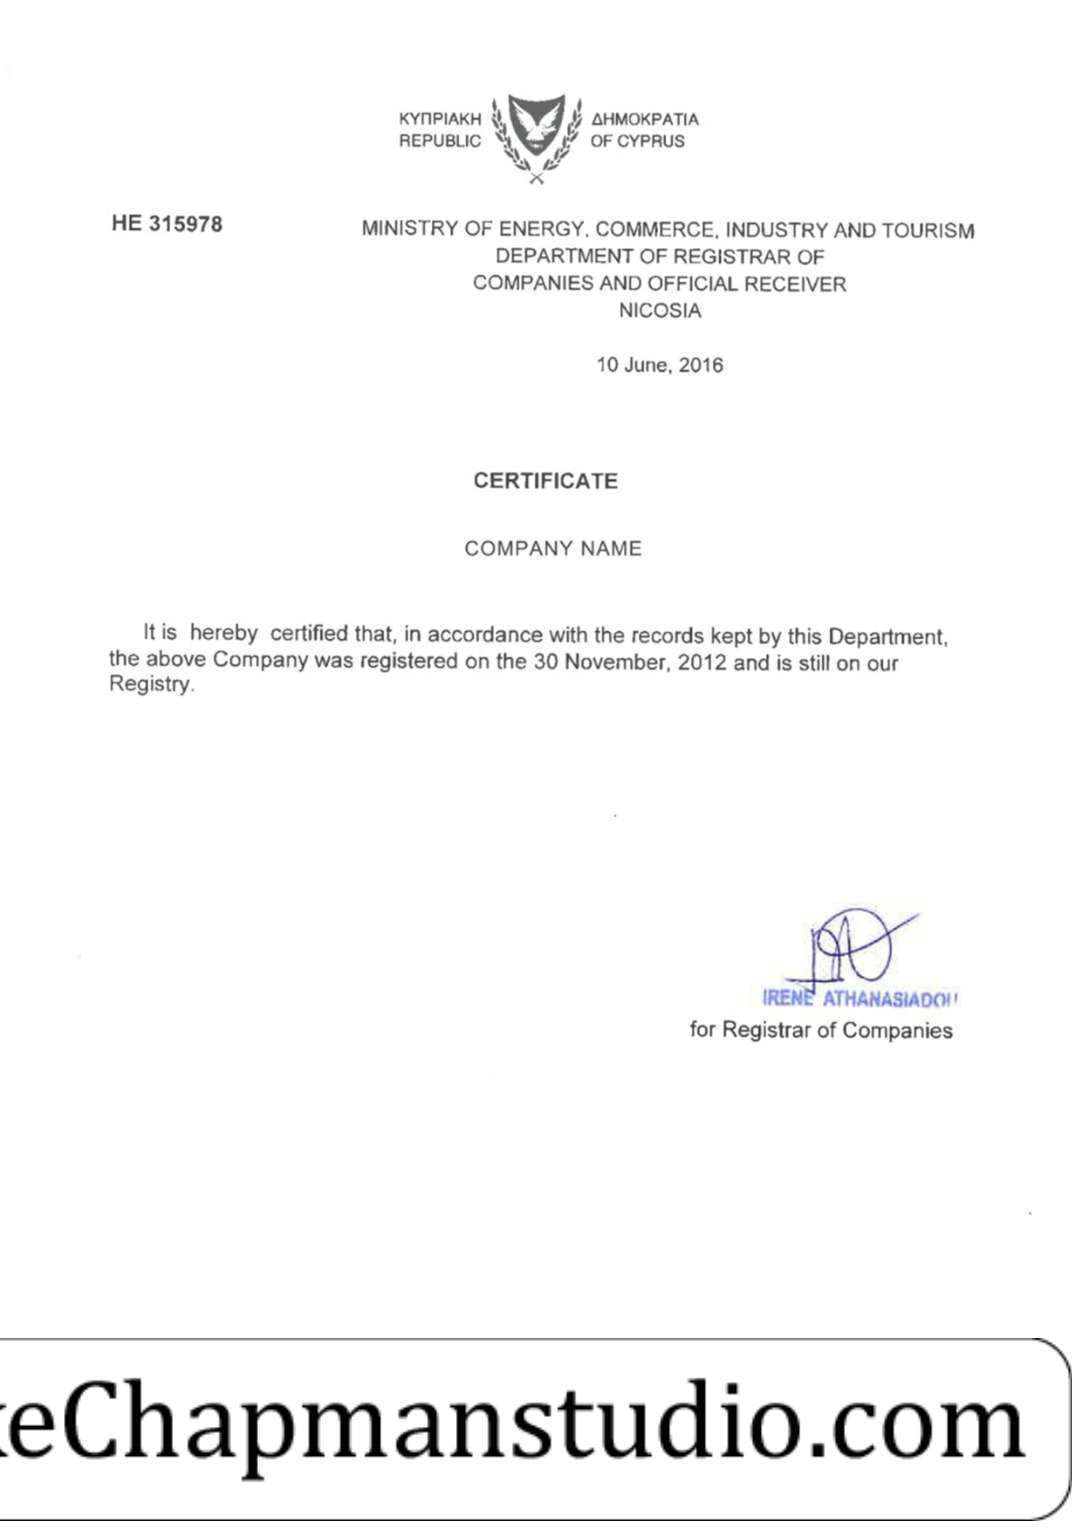 ΚΥΠΡΙΑΚΗ ΔΗΜΟΚΡΑΤΙΑ
REPUBLIC OF CYPRUS
HE 315978
MINISTRY OF ENERGY, COMMERCE, INDUSTRY AND TOURISM
DEPARTMENT OF REGISTRAR OF
COMPANIES AND OFFICIAL RECEIVER
NICOSIA
10 June, 2016
CERTIFICATE
COMPANY NAME
It is hereby certified that, in accordance with the records kept by this Department,
the above Company was registered on the 30 November, 2012 and is still on our
Registry.
IRENE ATHANASIADOU
for Registrar of Companies
eChapmanstudio.com